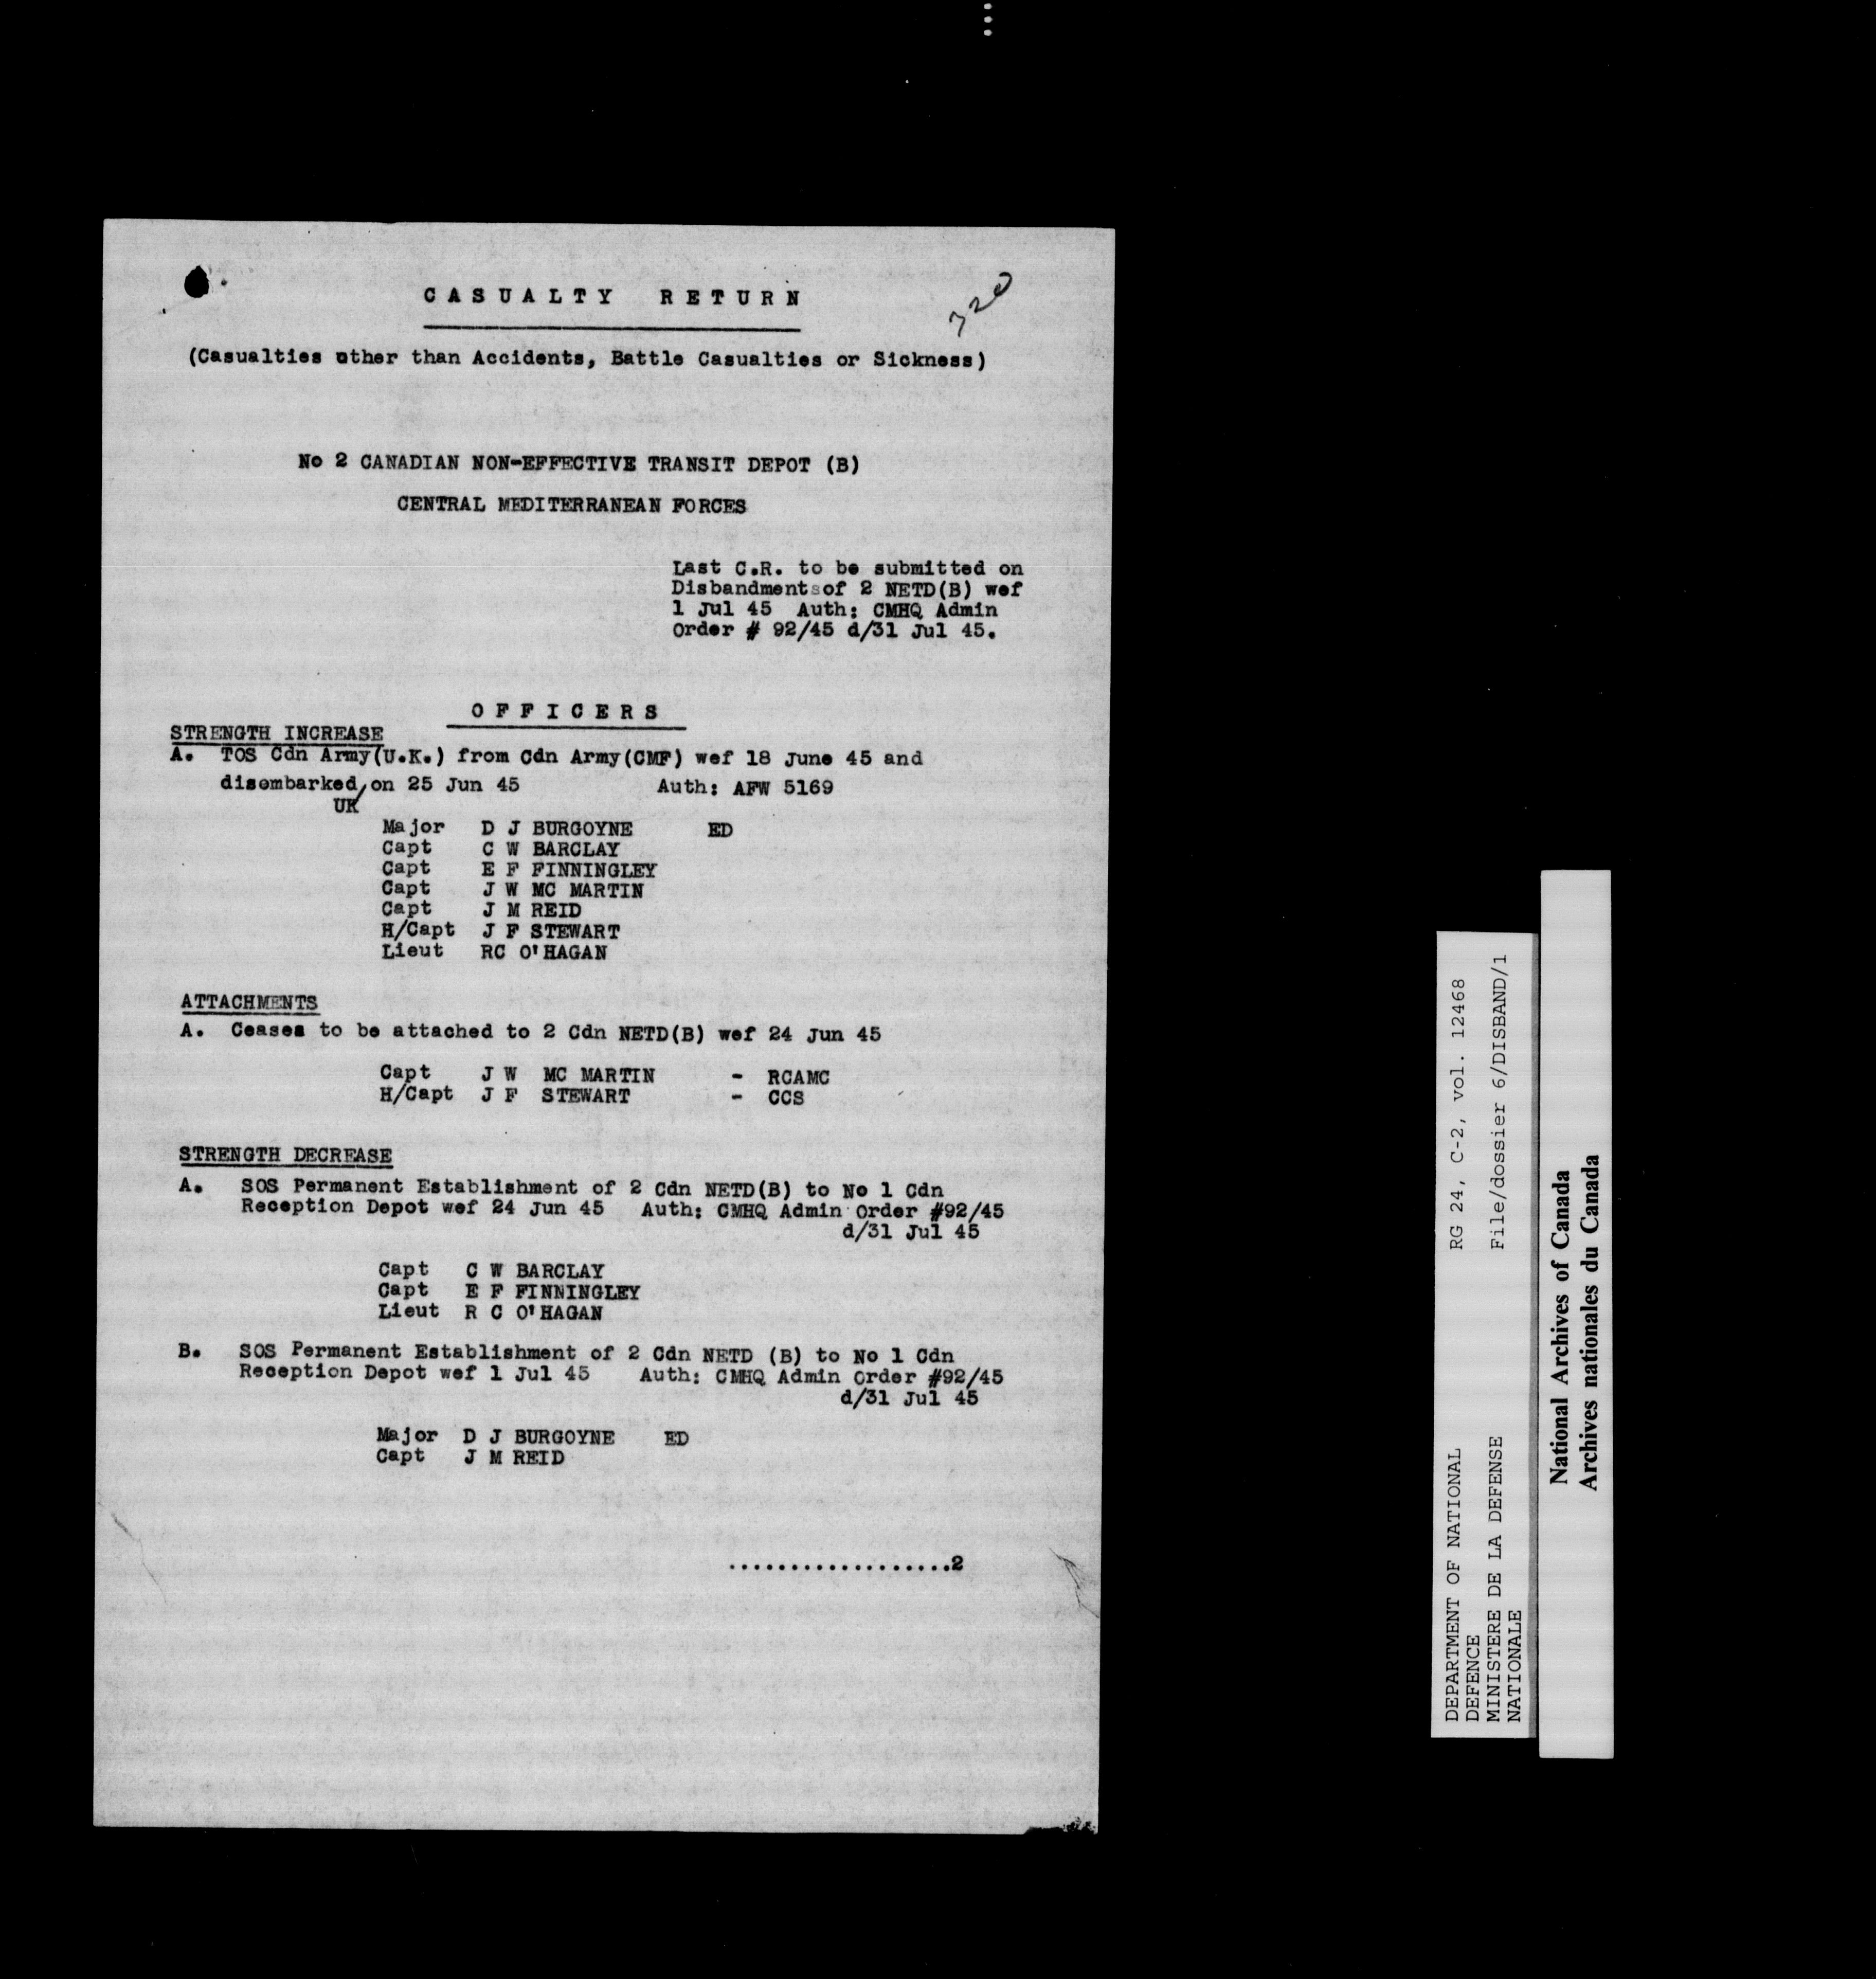 CASUALTY RETURN
720
(Casualties other than Accidents, Battle Casualties or Sickness)
No 2 CANADIAN NON-EFFECTIVE TRANSIT DEPOT (B)
CENTRAL MEDITERRANEAN FORCES
Last C.R. to be submitted on
Disbandments of 2 NETD(B) wef
1 Jul 45 Auth: CMHQ Admin
Order # 92/45 d/31 Jul 45.
OFFICERS
STRENGTH INCREASE
A. TOS Cdn Army(U.K.) from Cdn Army(CMF) wef 18 June 45 and
disembarked/on 25 Jun 45 Auth: AFW 5169
UK
Major D J BURGOYNE ED
Capt C W BARCLAY
Capt E F FINNINGLEY
Capt J W MC MARTIN
Capt J M REID
H/Capt J F STEWART
Lieut RC O'HAGAN
ATTACHMENTS
A. Ceases to be attached to 2 Cdn NETD(B) wef 24 Jun 45
Capt J W MC MARTIN - RCAMC
H/Capt J F STEWART - CCS
STRENGTH DECREASE
A. SOS Permanent Establishment of 2 Cdn NETD(B) to No 1 Cdn
Reception Depot wef 24 Jun 45 Auth: CMHQ Admin Order #92/45
d/31 Jul 45
Capt C W BARCLAY
Capt E F FINNINGLEY
Lieut R C O'HAGAN
B. SOS Permanent Establishment of 2 Cdn NETD (B) to No 1 Cdn
Reception Depot wef 1 Jul 45 Auth: CMHQ Admin Order #92/45
d/31 Jul 45
Major D J BURGOYNE ED
Capt J M REID
..................2
DEPARTMENT OF NATIONAL RG 24, C-2, vol. 12468
DEFENCE
MINISTERE DE LA DEFENSE File/dossier 6/DISBAND/1
NATIONALE
National Archives of Canada
Archives nationales du Canada